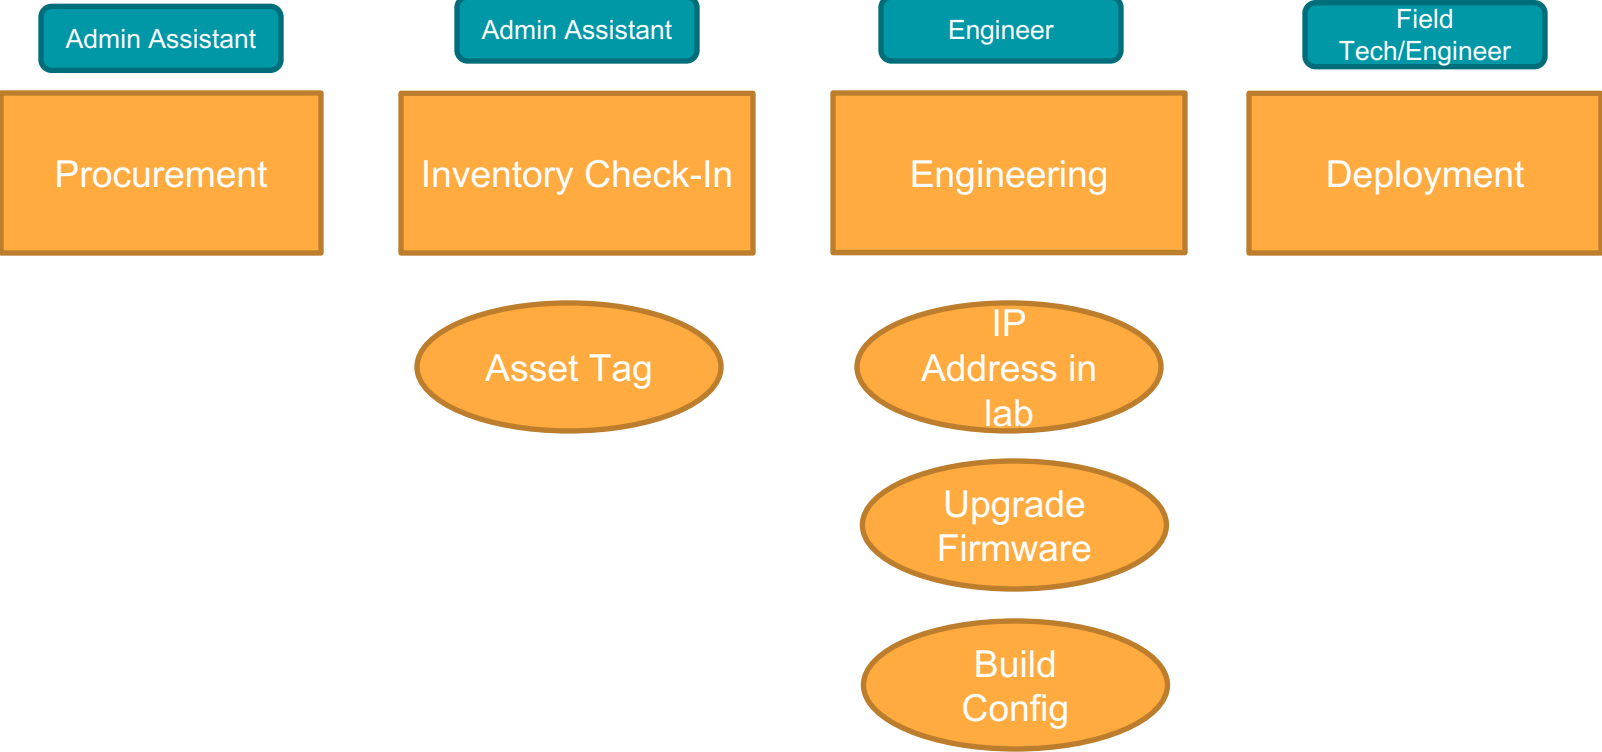 Admin Assistant
Admin Assistant
Engineer
Field
Tech/Engineer
Procurement
Inventory Check-In
Engineering
Deployment
Asset Tag
IP
Address in
lab
Upgrade
Firmware
Build
Config